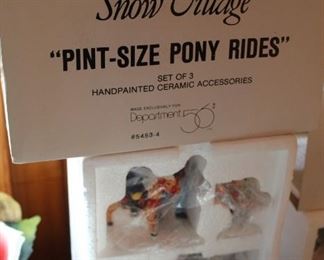 Snow Village
"PINT-SIZE PONY RIDES"
SET OF 3
HANDPAINTED CERAMIC ACCESSORIES
MADE EXCLUSIVELY FOR
Department 56
#5453-4